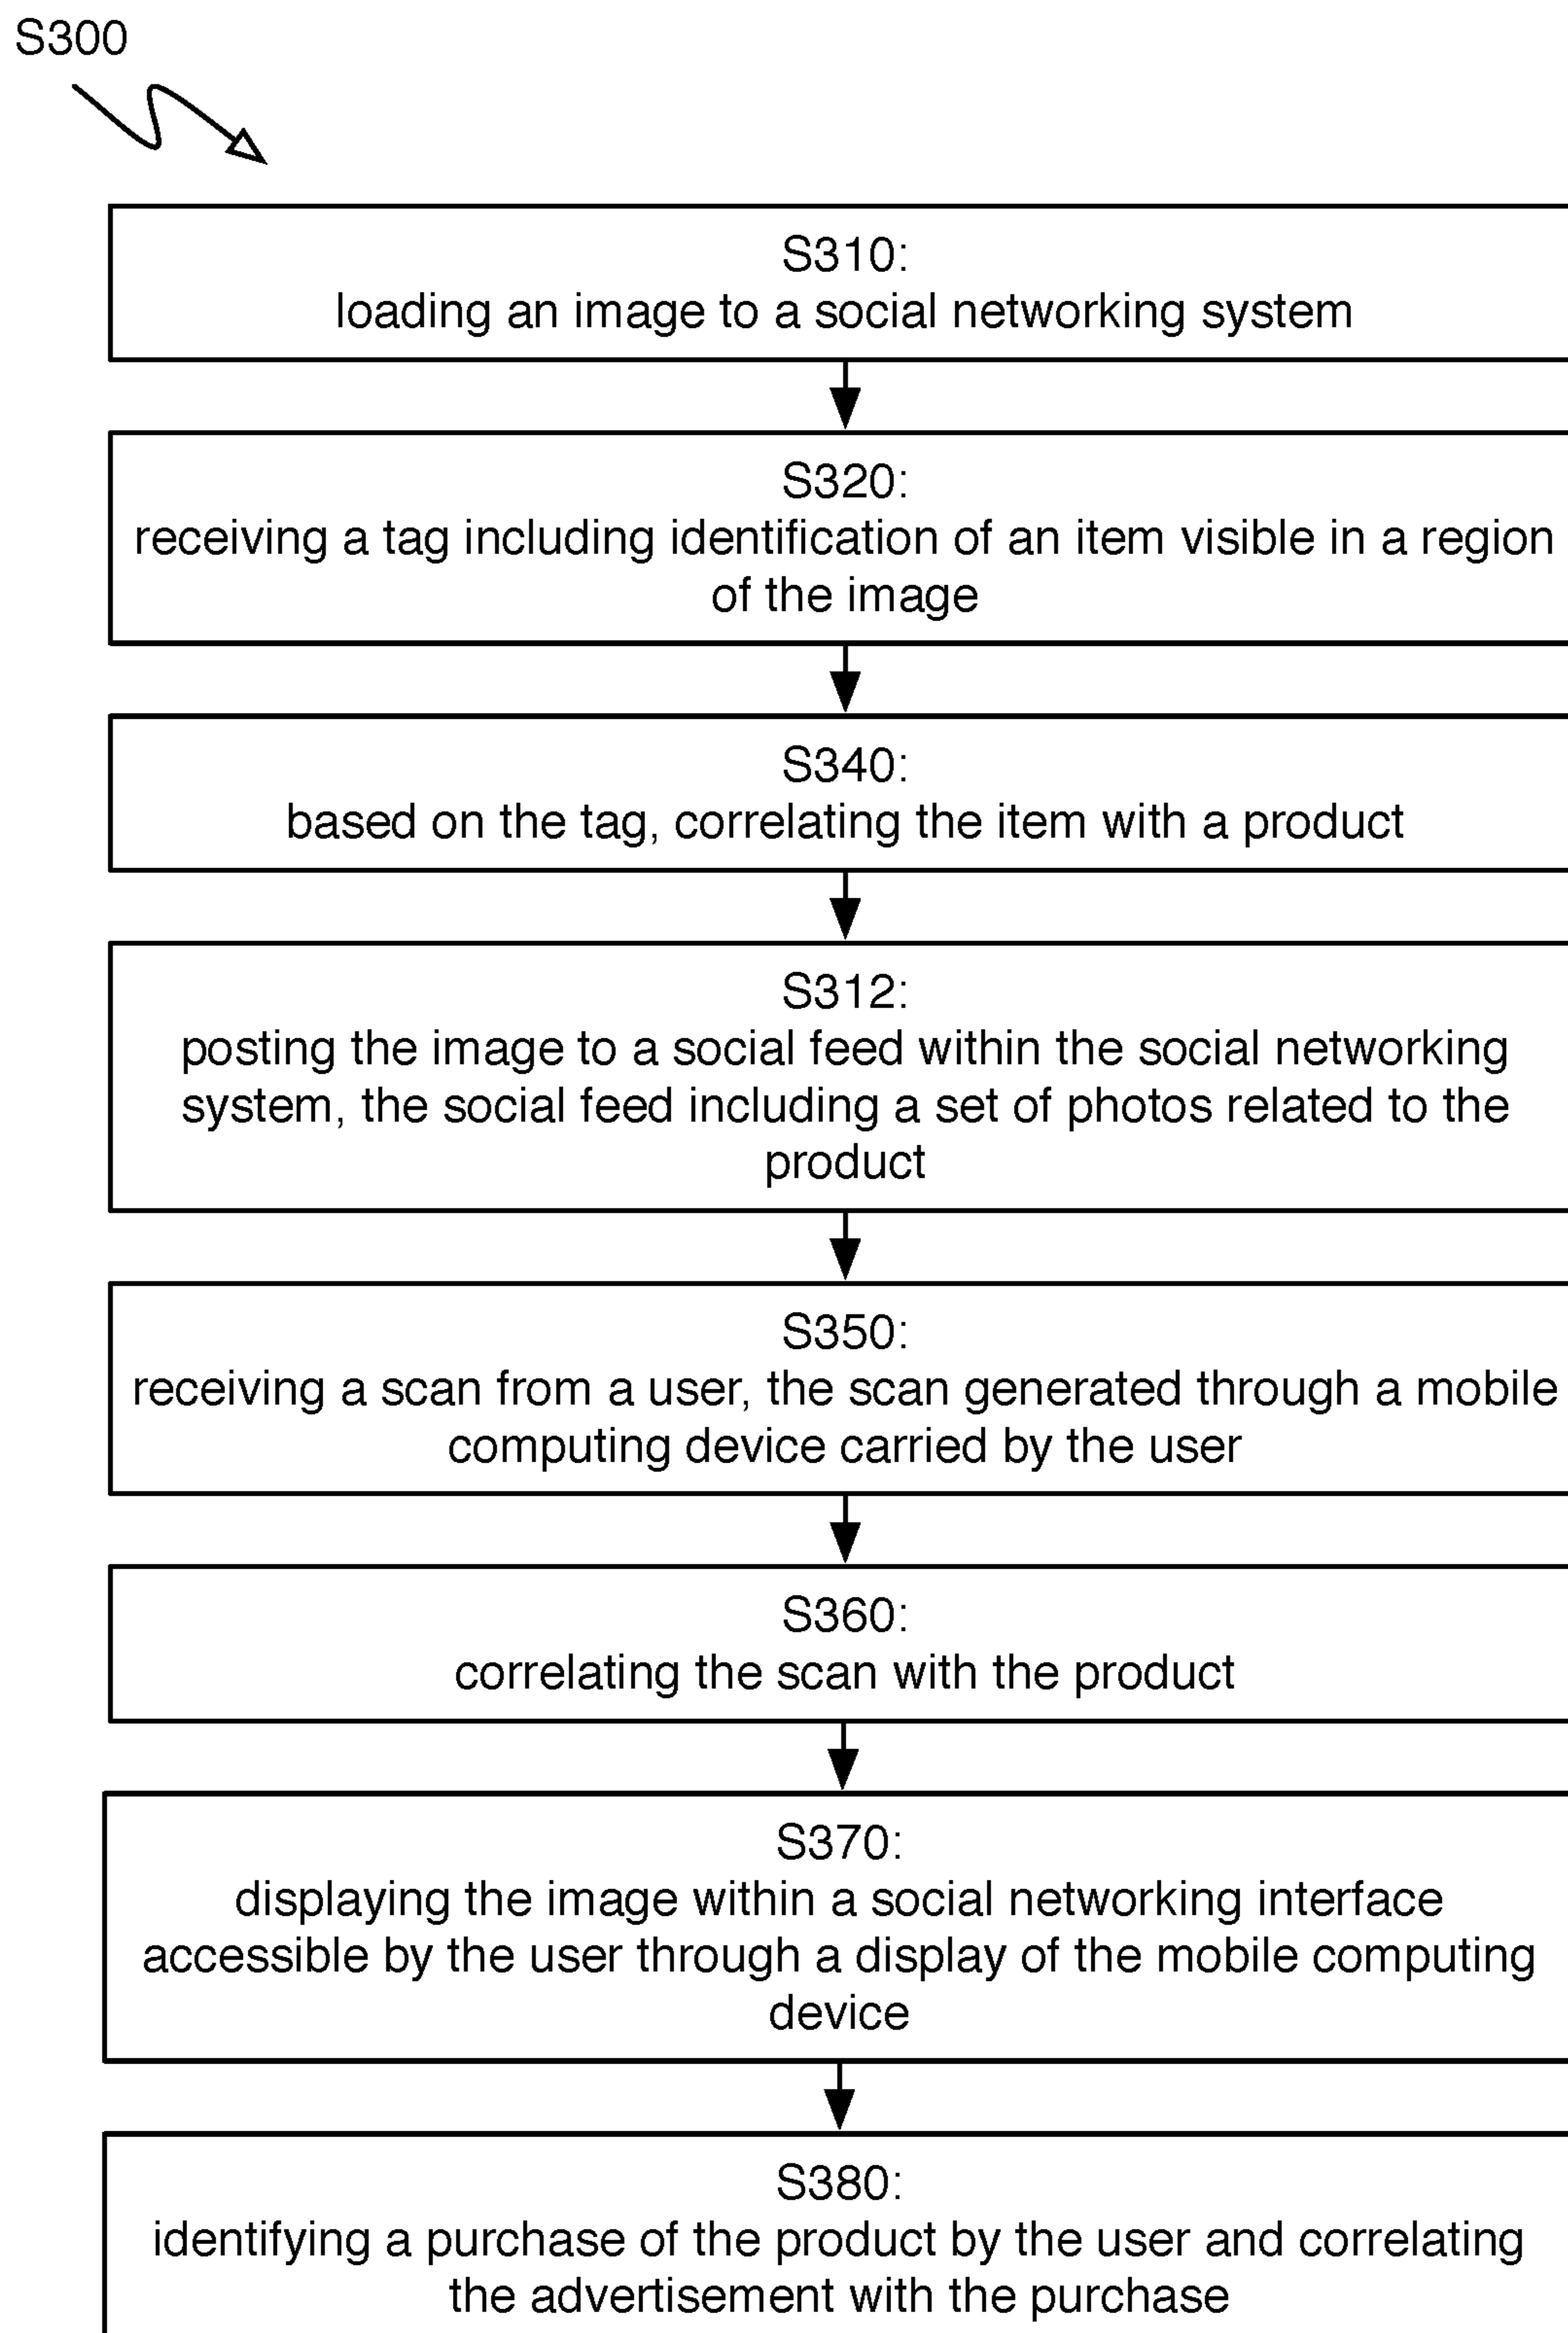 S300
S310:
loading an image to a social networking system
S320:
receiving a tag including identification of an item visible in a region
of the image
S340:
based on the tag, correlating the item with a product
S312:
posting the image to a social feed within the social networking
system, the social feed including a set of photos related to the
product
S350:
receiving a scan from a user, the scan generated through a mobile
computing device carried by the user
S360:
correlating the scan with the product
S370:
displaying the image within a social networking interface
accessible by the user through a display of the mobile computing
device
S380:
identifying a purchase of the product by the user and correlating
the advertisement with the purchase